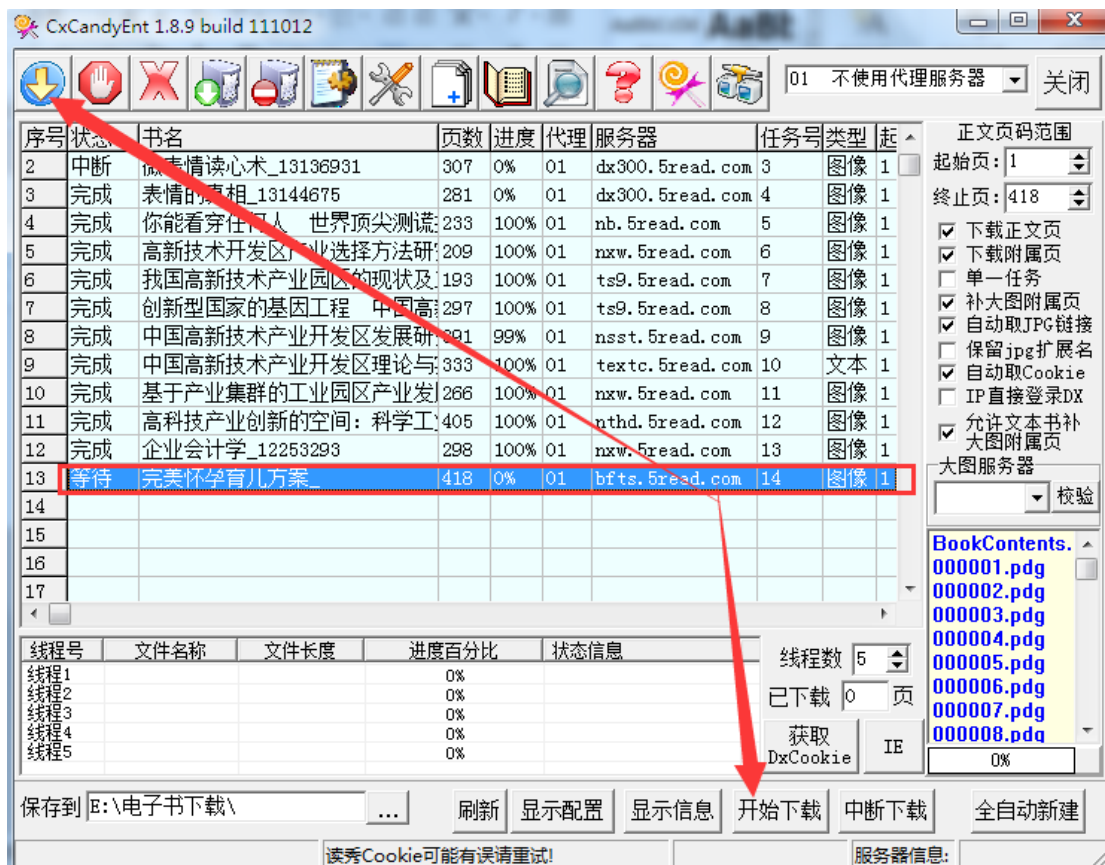 CxCandyEnt 1.8.9 build 111012
01 不使用代理服务器 关闭
序号 状态 书名 页数 进度 代理 服务器 任务号 类型 起
2 中断 微表情读心术_13136931 307 0% 01 dx300.5read.com 3 图像 1
3 完成 表情的真相_13144675 281 0% 01 dx300.5read.com 4 图像 1
4 完成 你能看穿任何人 世界顶尖测谎 233 100% 01 nb.5read.com 5 图像 1
5 完成 高新技术开发区产业选择方法研 209 100% 01 nxw.5read.com 6 图像 1
6 完成 我国高新技术产业园区的现状及 193 100% 01 ts9.5read.com 7 图像 1
7 完成 创新型国家的基因工程 中国高 297 100% 01 ts9.5read.com 8 图像 1
8 完成 中国高新技术产业开发区发展研 391 99% 01 nsst.5read.com 9 图像 1
9 完成 中国高新技术产业开发区理论与 333 100% 01 textc.5read.com 10 文本 1
10 完成 基于产业集群的工业园区产业发 266 100% 01 nxw.5read.com 11 图像 1
11 完成 高科技产业创新的空间：科学工 405 100% 01 nthd.5read.com 12 图像 1
12 完成 企业会计学_12253293 298 100% 01 nxw.5read.com 13 图像 1
13 等待 完美怀孕育儿方案_ 418 0% 01 bfts.5read.com 14 图像 1
14
15
16
17
正文页码范围
起始页: 1
终止页: 418
下载正文页
下载附属页
单一任务
补大图附属页
自动取JPG链接
保留jpg扩展名
自动取Cookie
IP直接登录DX
允许文本书补
大图附属页
大图服务器
校验
BookContents.
000001.pdg
000002.pdg
000003.pdg
000004.pdg
000005.pdg
000006.pdg
000007.pdg
000008.pdg
0%
线程号 文件名称 文件长度 进度百分比 状态信息
线程1 0%
线程2 0%
线程3 0%
线程4 0%
线程5 0%
线程数 5
已下载 0 页
获取
DxCookie
IE
保存到 E:\电子书下载\ ... 刷新 显示配置 显示信息 开始下载 中断下载 全自动新建
读秀Cookie可能有误请重试! 服务器信息: